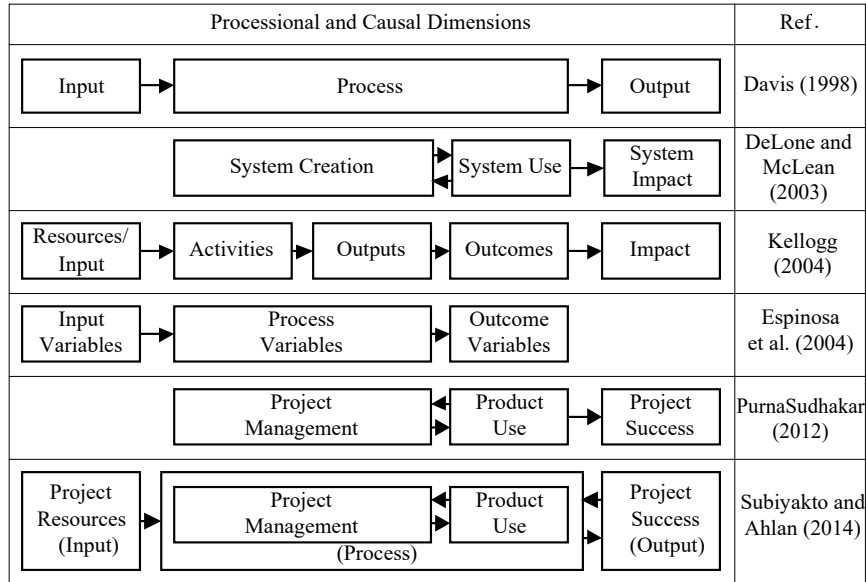 Processional and Causal Dimensions
Ref.
Input
Process
Output
Davis (1998)
System Creation
System Use
System
Impact
DeLone and
McLean
(2003)
Resources/
Input
Activities
Outputs
Outcomes
Impact
Kellogg
(2004)
Input
Variables
Process
Variables
Outcome
Variables
Espinosa
et al. (2004)
Project
Management
Product
Use
Project
Success
PurnaSudhakar
(2012)
Project
Resources
(Input)
Project
Management
Product
Use
(Process)
Project
Success
(Output)
Subiyakto and
Ahlan (2014)